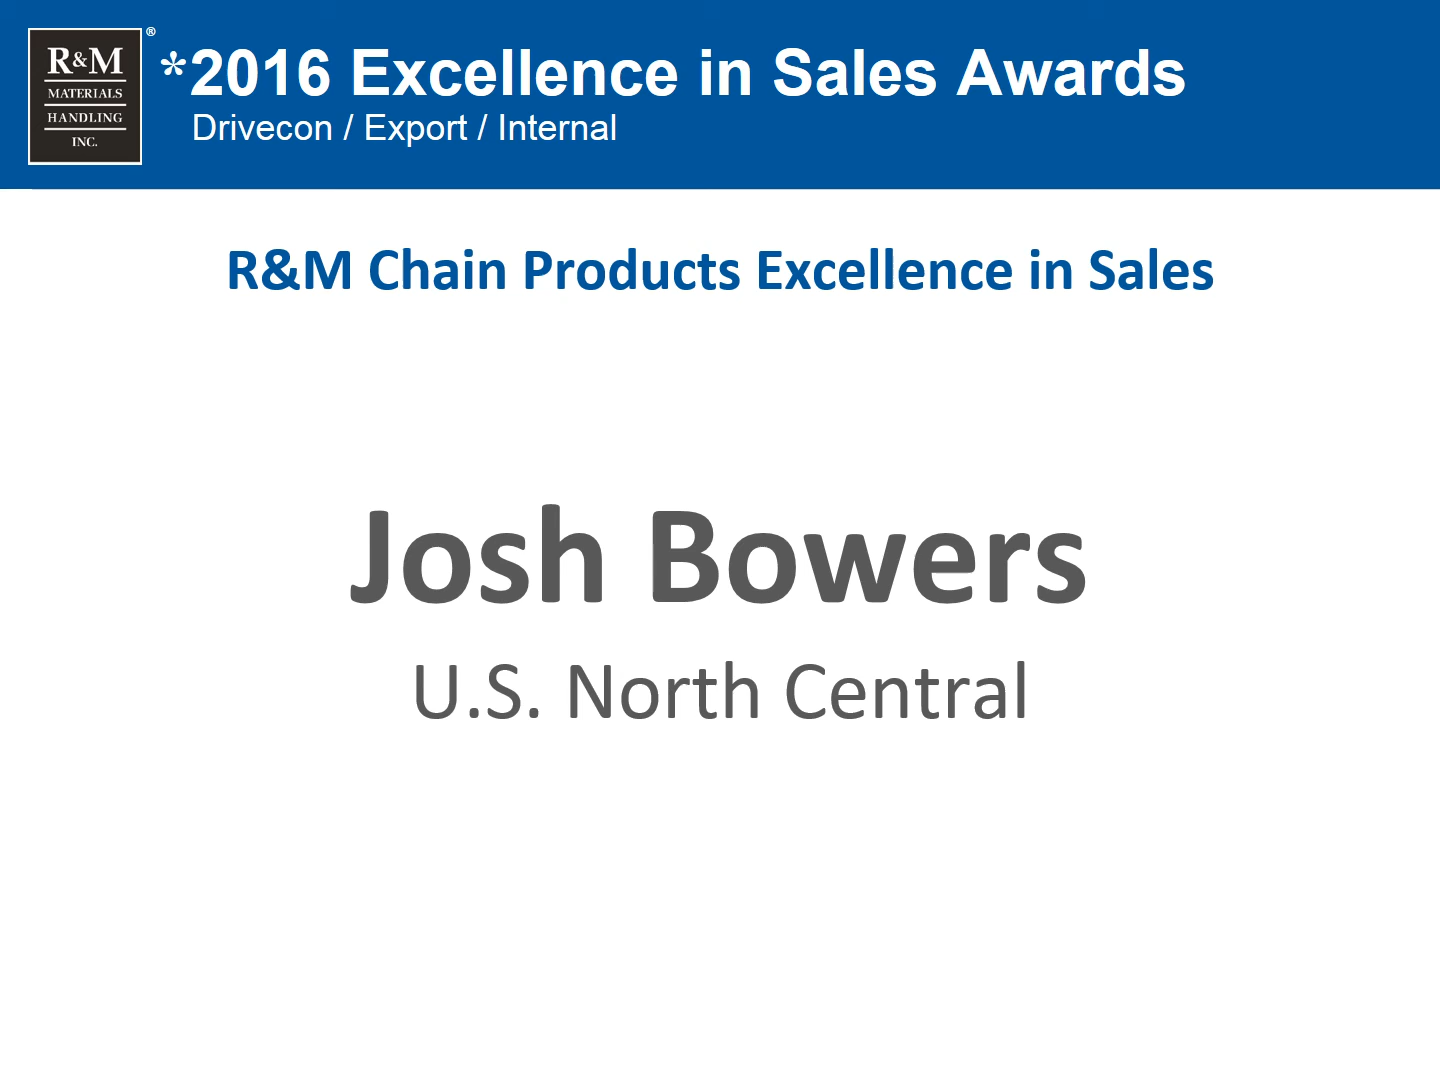 R&M
MATERIALS
HANDLING
INC.
®
*2016 Excellence in Sales Awards
Drivecon / Export / Internal
R&M Chain Products Excellence in Sales
Josh Bowers
U.S. North Central